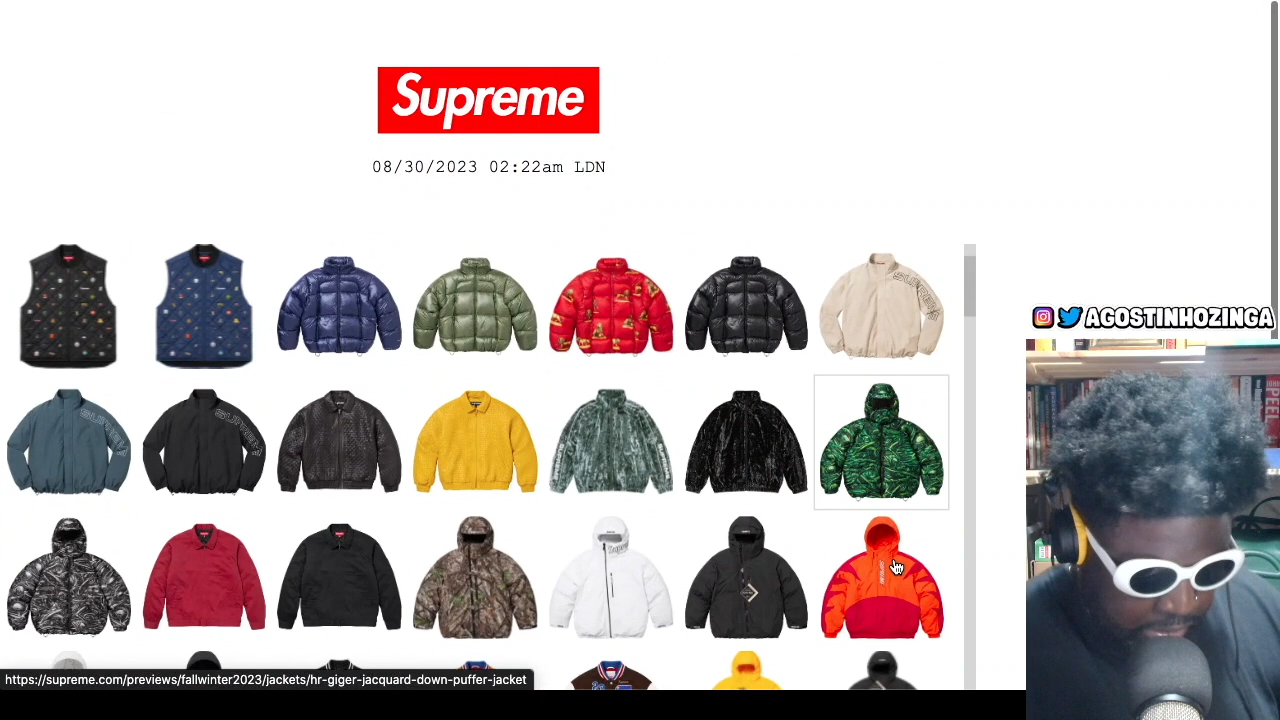 Supreme
08/30/2023 02:22am LDN
AGOSTINHOZINGA
https://supreme.com/previews/fallwinter2023/jackets/hr-giger-jacquard-down-puffer-jacket